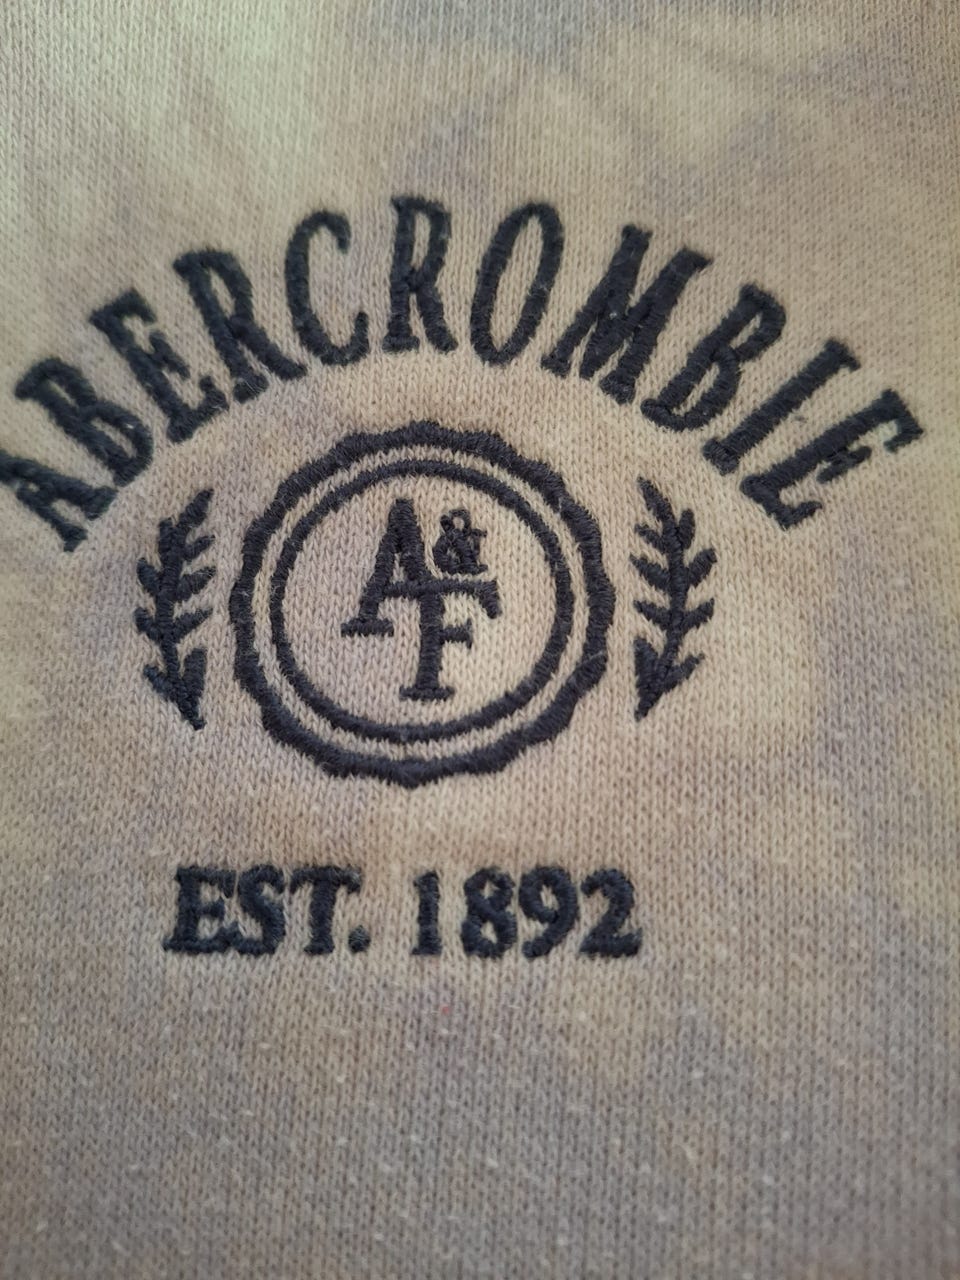 ABERCROMBIE
A&F
EST. 1892